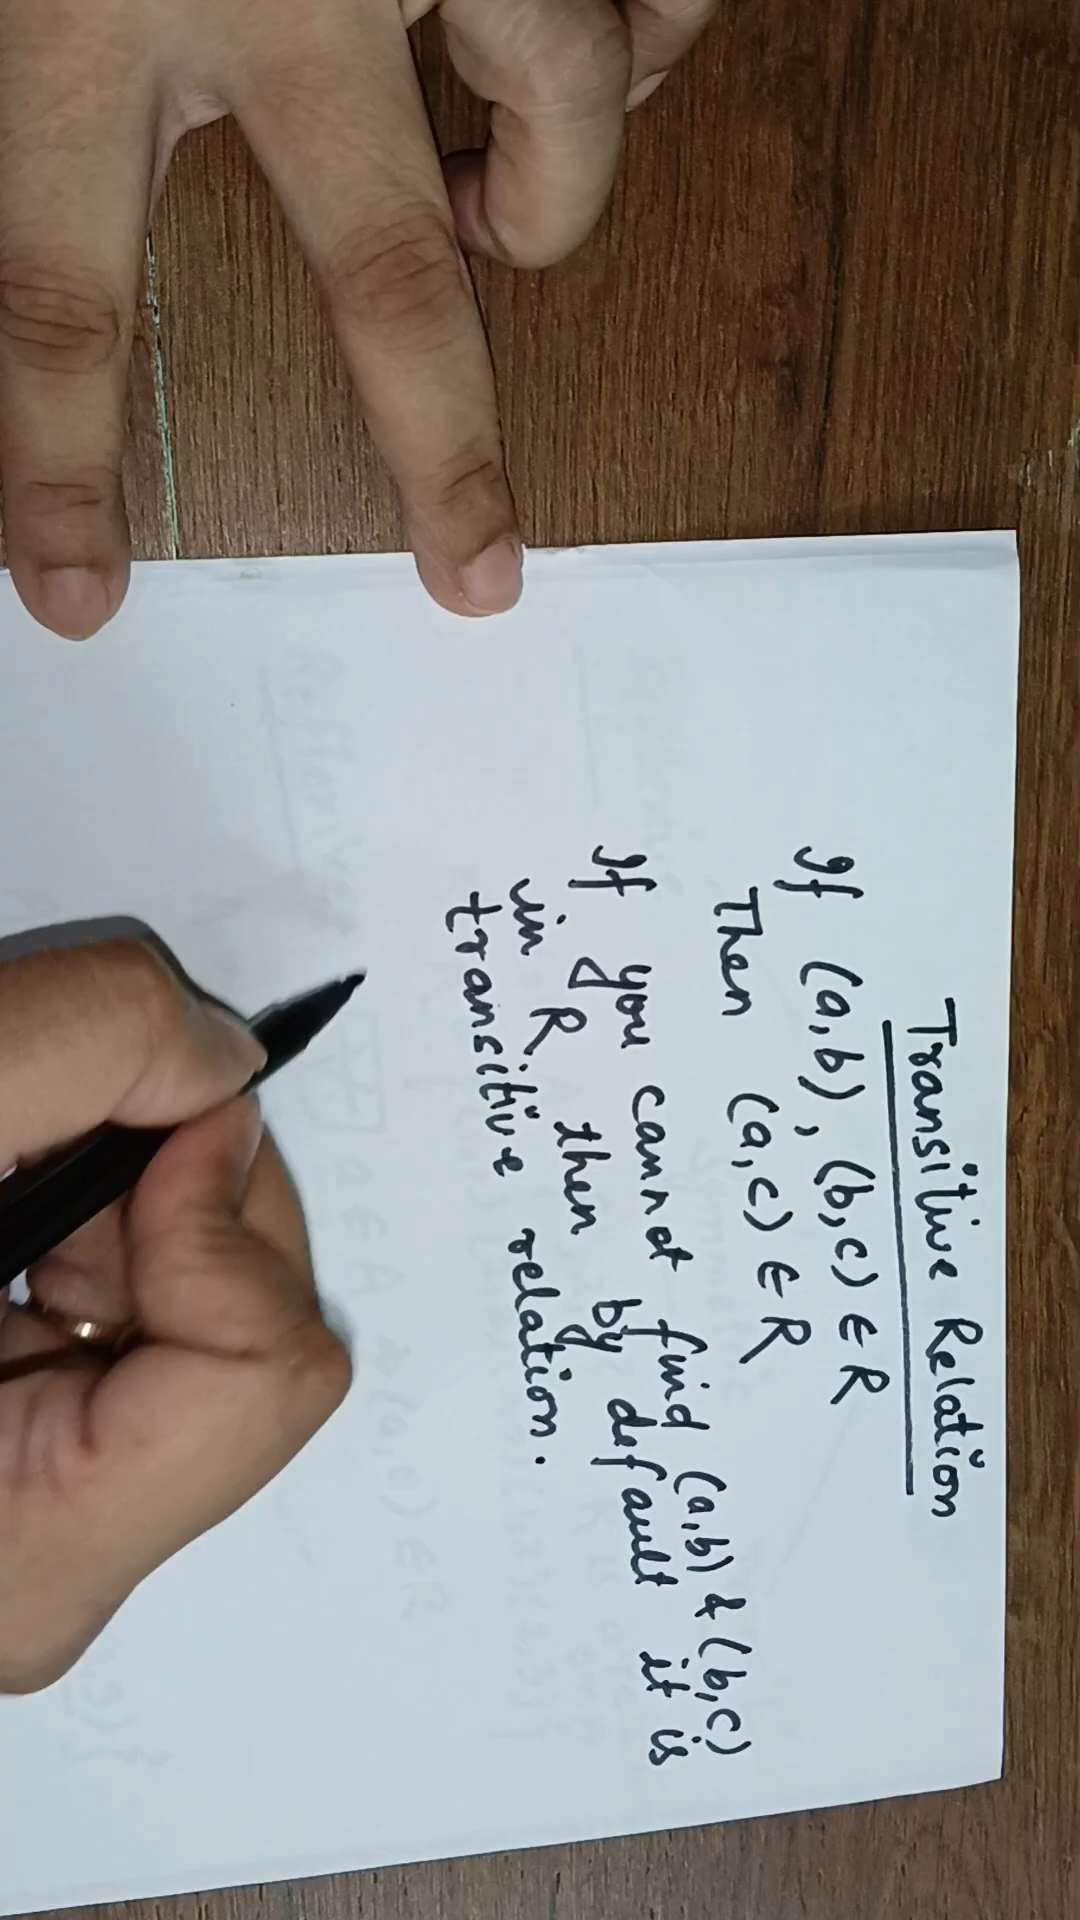 Transitive Relation
If (a,b), (b,c) ∈ R
Then (a,c) ∈ R
If you cannot find (a,b) & (b,c)
in R, then by default it is
transitive relation.